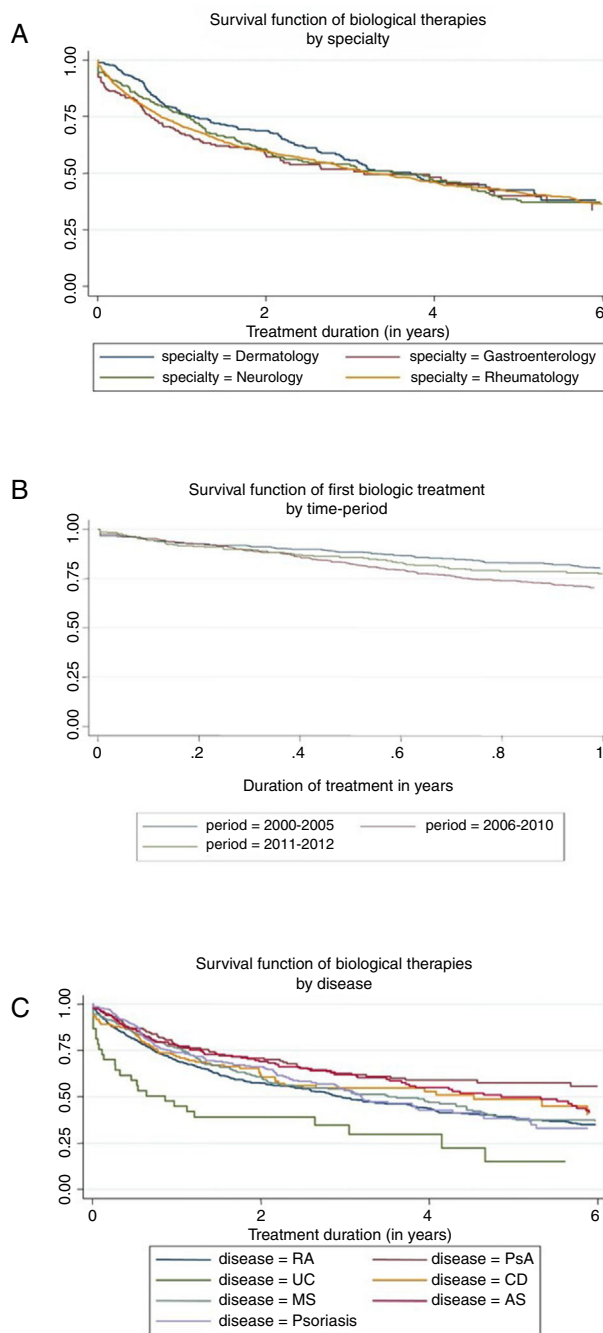 A
Survival function of biological therapies
by specialty
1.00
0.75
0.50
0.25
0.00
0 2 4 6
Treatment duration (in years)
specialty = Dermatology specialty = Gastroenterology
specialty = Neurology specialty = Rheumatology
B
Survival function of first biologic treatment
by time-period
1.00
0.75
0.50
0.25
0.00
0 .2 .4 .6 .8 1
Duration of treatment in years
period = 2000-2005 period = 2006-2010
period = 2011-2012
Survival function of biological therapies
by disease
C
1.00
0.75
0.50
0.25
0.00
0 2 4 6
Treatment duration (in years)
disease = RA disease = PsA
disease = UC disease = CD
disease = MS disease = AS
disease = Psoriasis